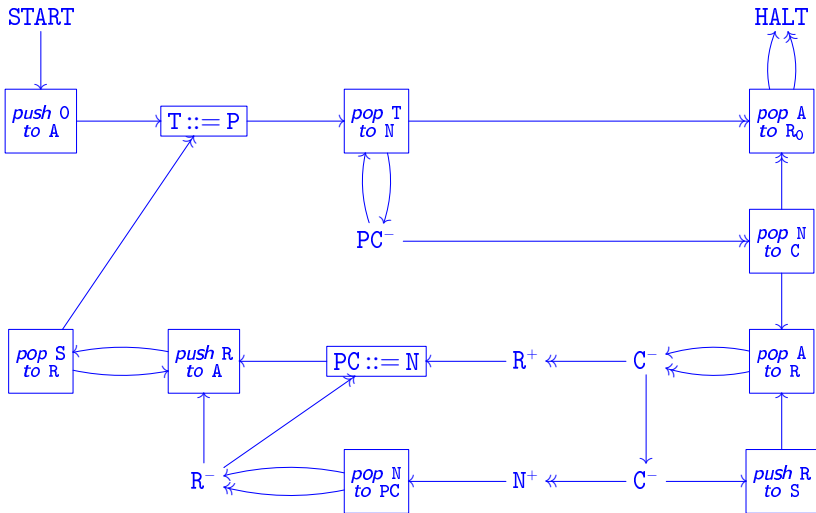 START
HALT
push 0
to A
T ::= P
pop T
to N
pop A
to R₀
PC⁻
pop N
to C
pop S
to R
push R
to A
PC ::= N
R⁺
C⁻
pop A
to R
R⁻
pop N
to PC
N⁺
C⁻
push R
to S